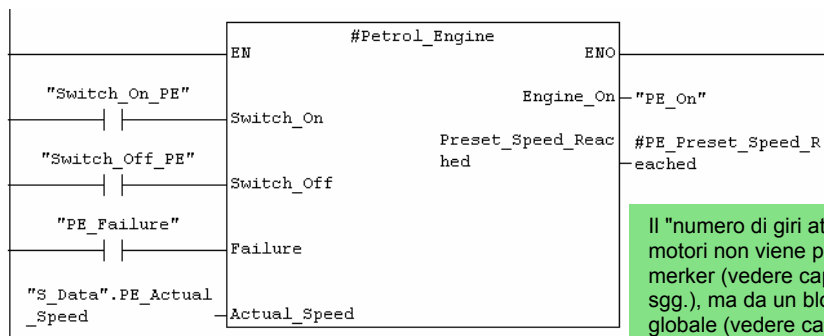 #Petrol_Engine
EN
ENO
"Switch_On_PE"
Switch_On
Engine_On
"PE_On"
"Switch_Off_PE"
Switch_Off
Preset_Speed_Reac
hed
#PE_Preset_Speed_R
eached
"PE_Failure"
Failure
"S_Data".PE_Actual
_Speed
Actual_Speed
Il "numero di giri at
motori non viene p
merker (vedere cap
sgg.), ma da un blo
globale (vedere ca